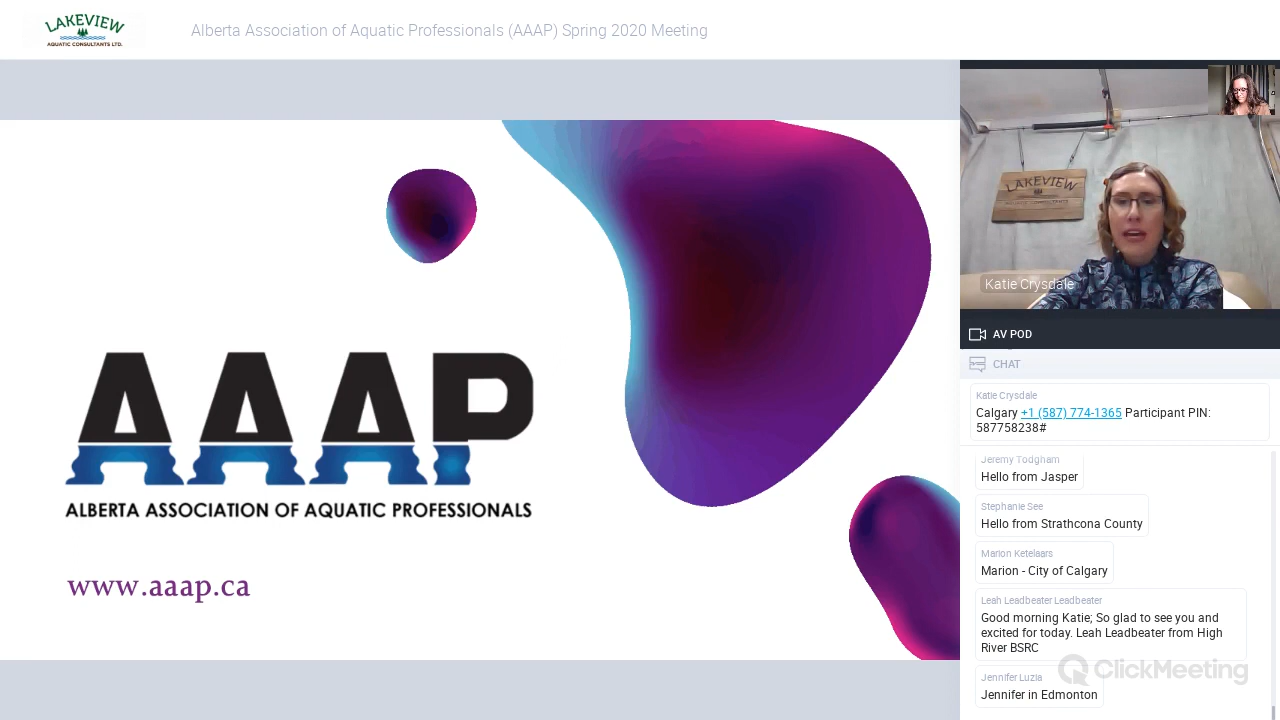 LAKEVIEW
AQUATIC CONSULTANTS LTD.
Alberta Association of Aquatic Professionals (AAAP) Spring 2020 Meeting
AAAP
ALBERTA ASSOCIATION OF AQUATIC PROFESSIONALS
www.aaap.ca
LAKEVIEW
Katie Crysdale
AV POD
CHAT
Katie Crysdale
Calgary +1 (587) 774-1365 Participant PIN:
587758238#
Jeremy Todgham
Hello from Jasper
Stephanie See
Hello from Strathcona County
Marion Ketelaars
Marion - City of Calgary
Leah Leadbeater Leadbeater
Good morning Katie; So glad to see you and
excited for today. Leah Leadbeater from High
River BSRC
Jennifer Luzia
Jennifer in Edmonton
ClickMeeting